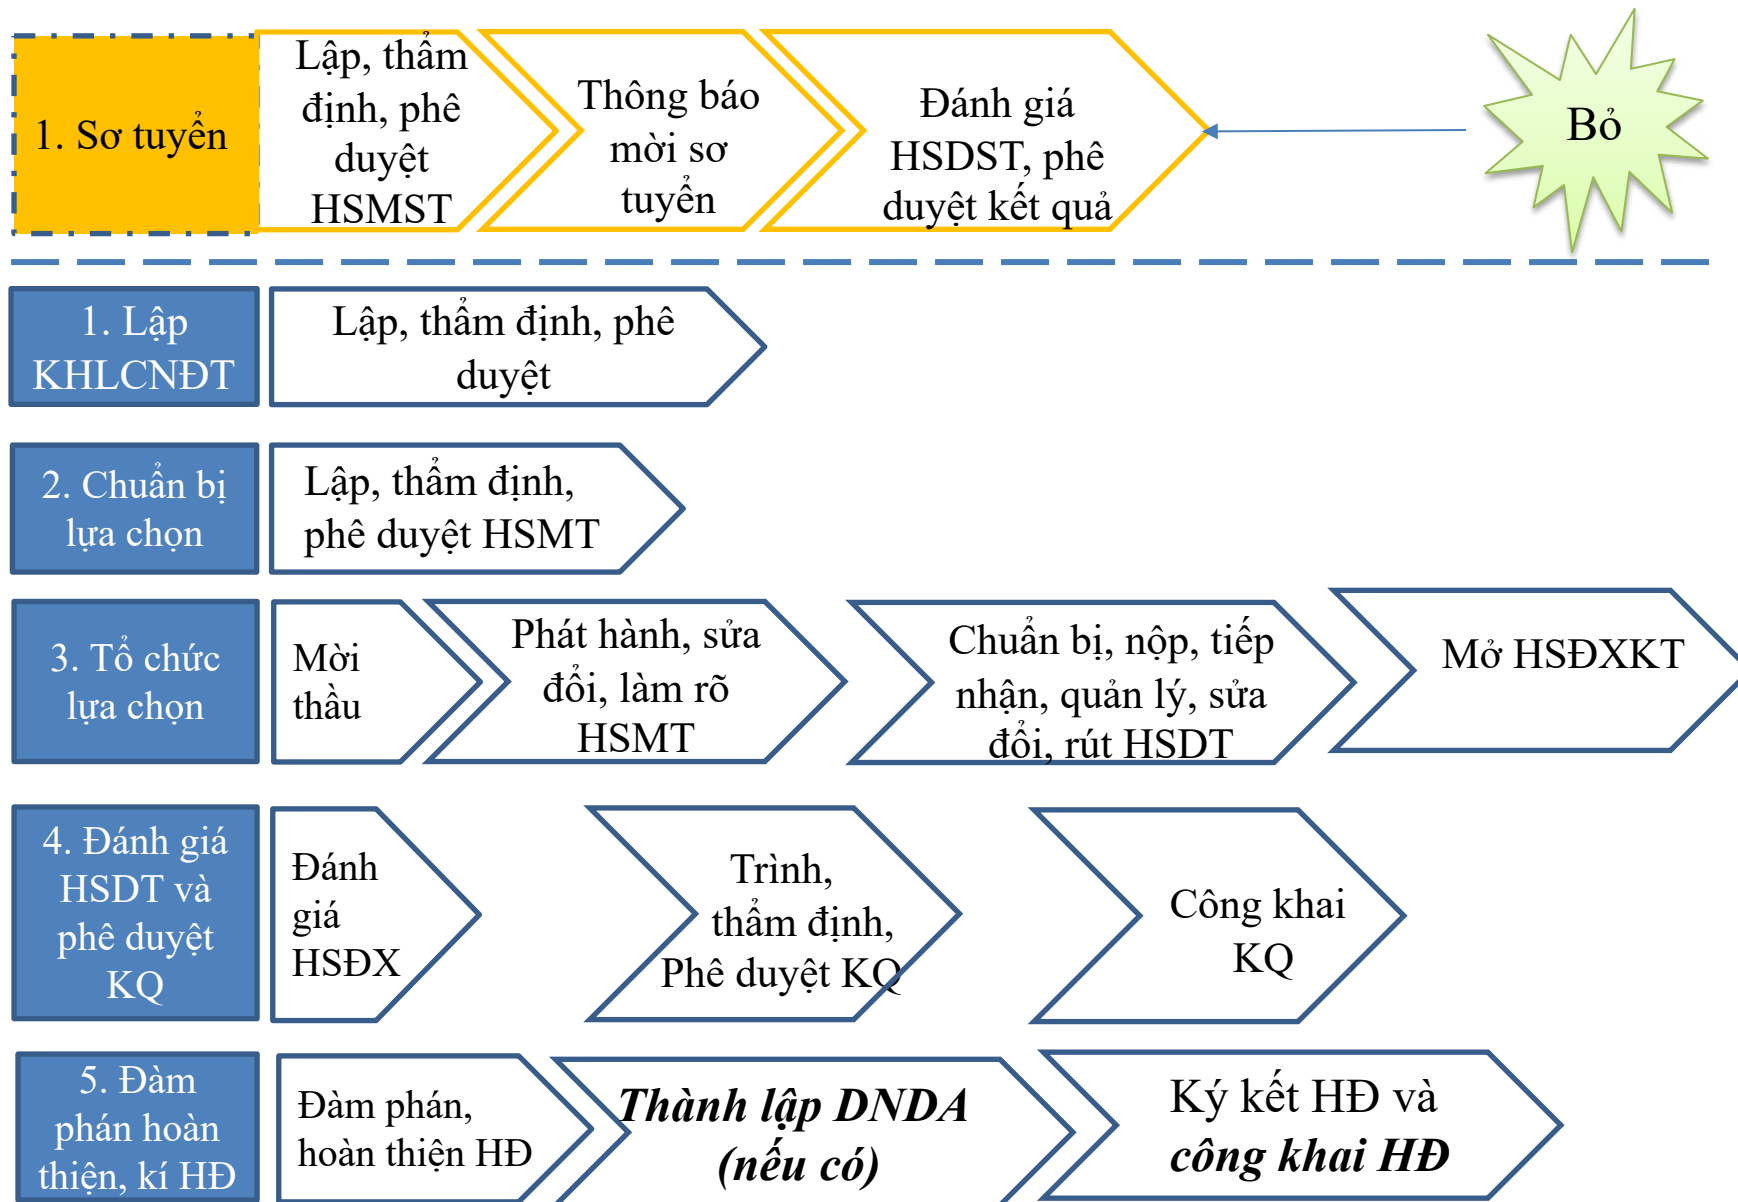 1. Sơ tuyển
Lập, thẩm
định, phê
duyệt
HSMST
Thông báo
mời sơ
tuyển
Đánh giá
HSDST, phê
duyệt kết quả
Bỏ
1. Lập
KHLCNĐT
Lập, thẩm định, phê
duyệt
2. Chuẩn bị
lựa chọn
Lập, thẩm định,
phê duyệt HSMT
3. Tổ chức
lựa chọn
Mời
thầu
Phát hành, sửa
đổi, làm rõ
HSMT
Chuẩn bị, nộp, tiếp
nhận, quản lý, sửa
đổi, rút HSDT
Mở HSĐXKT
4. Đánh giá
HSDT và
phê duyệt
KQ
Đánh
giá
HSĐX
Trình,
thẩm định,
Phê duyệt KQ
Công khai
KQ
5. Đàm
phán hoàn
thiện, kí HĐ
Đàm phán,
hoàn thiện HĐ
Thành lập DNDA
(nếu có)
Ký kết HĐ và
công khai HĐ